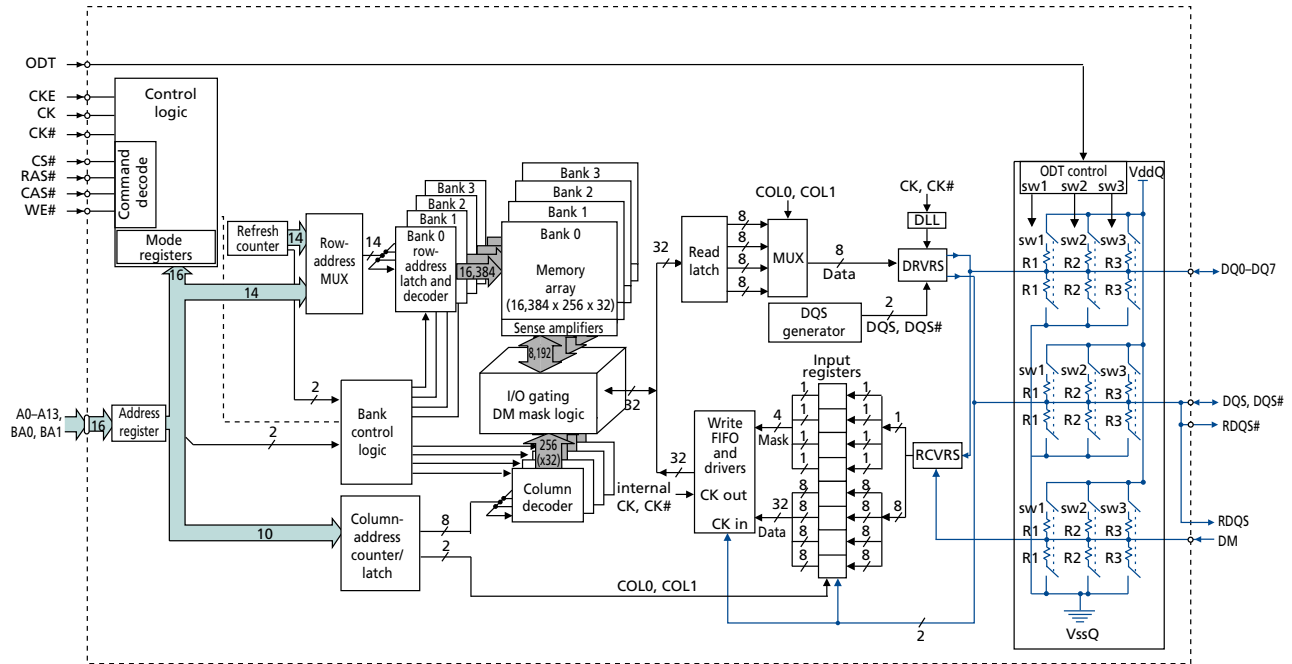 ODT
CKE
CK
CK#
CS#
RAS#
CAS#
WE#
Control
logic
Command
decode
Mode
registers
16
14
Refresh
counter
14
Row-
address
MUX
14
Bank 3
Bank 2
Bank 1
Bank 0
row-
address
latch and
decoder
16,384
Bank 3
Bank 2
Bank 1
Bank 0
Memory
array
(16,384 x 256 x 32)
Sense amplifiers
8,192
I/O gating
DM mask logic
256
(x32)
Column
decoder
2
2
Bank
control
logic
A0–A13,
BA0, BA1
16
Address
register
10
Column-
address
counter/
latch
8
2
COL0, COL1
internal
CK, CK#
32
32
32
Read
latch
8
8
8
8
COL0, COL1
MUX
8
Data
CK, CK#
DLL
DRVRS
DQS
generator
2
DQS, DQS#
Input
registers
Write
FIFO
and
drivers
CK out
CK in
4
Mask
32
Data
1
1
1
1
8
8
8
8
1
1
1
1
8
8
8
8
1
8
RCVRS
2
ODT control
sw1
sw2
sw3
VddQ
sw1
sw2
sw3
R1
R2
R3
R1
R2
R3
sw1
sw2
sw3
R1
R2
R3
R1
R2
R3
sw1
sw2
sw3
R1
R2
R3
R1
R2
R3
VssQ
DQ0–DQ7
DQS, DQS#
RDQS#
RDQS
DM